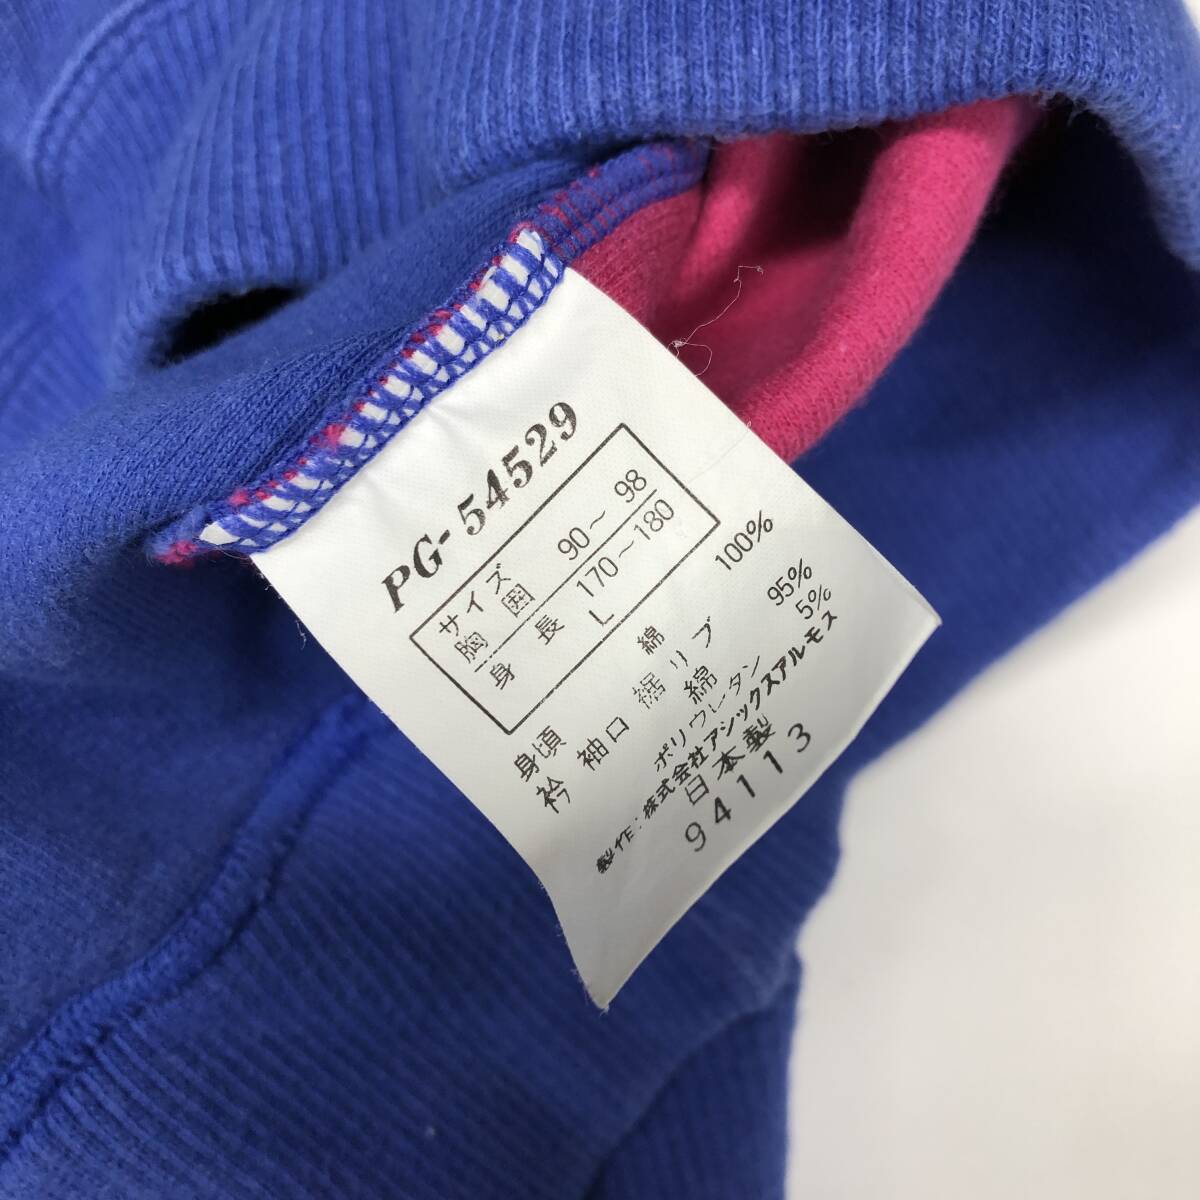 PG-54529
サイズ
胸囲 90～98
身長 170～180
L
身頃 綿 100%
衿 袖口 裾リブ
綿 95%
ポリウレタン 5%
製作：株式会社アシックスアルモス
日本製
94113